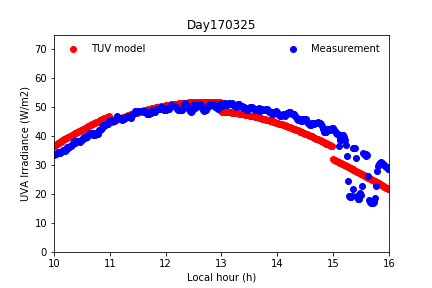 Day170325
TUV model
Measurement
UVA Irradiance (W/m2)
70
60
50
40
30
20
10
0
10 11 12 13 14 15 16
Local hour (h)